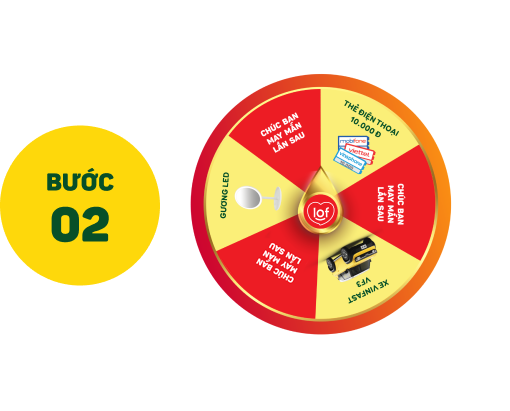 BƯỚC
02
CHÚC BẠN
MAY MẮN
LẦN SAU
THẺ ĐIỆN THOẠI
10.000 Đ
mobifone
viettel
vinaphone
CHÚC BẠN
MAY MẮN
LẦN SAU
XE VINFAST
VF3
CHÚC BẠN
MAY MẮN
LẦN SAU
GƯƠNG LED
lof